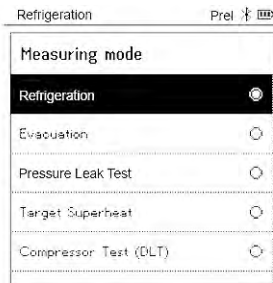 Refrigeration Prel
Measuring mode
Refrigeration
Evacuation
Pressure Leak Test
Target Superheat
Compressor Test (DLT)